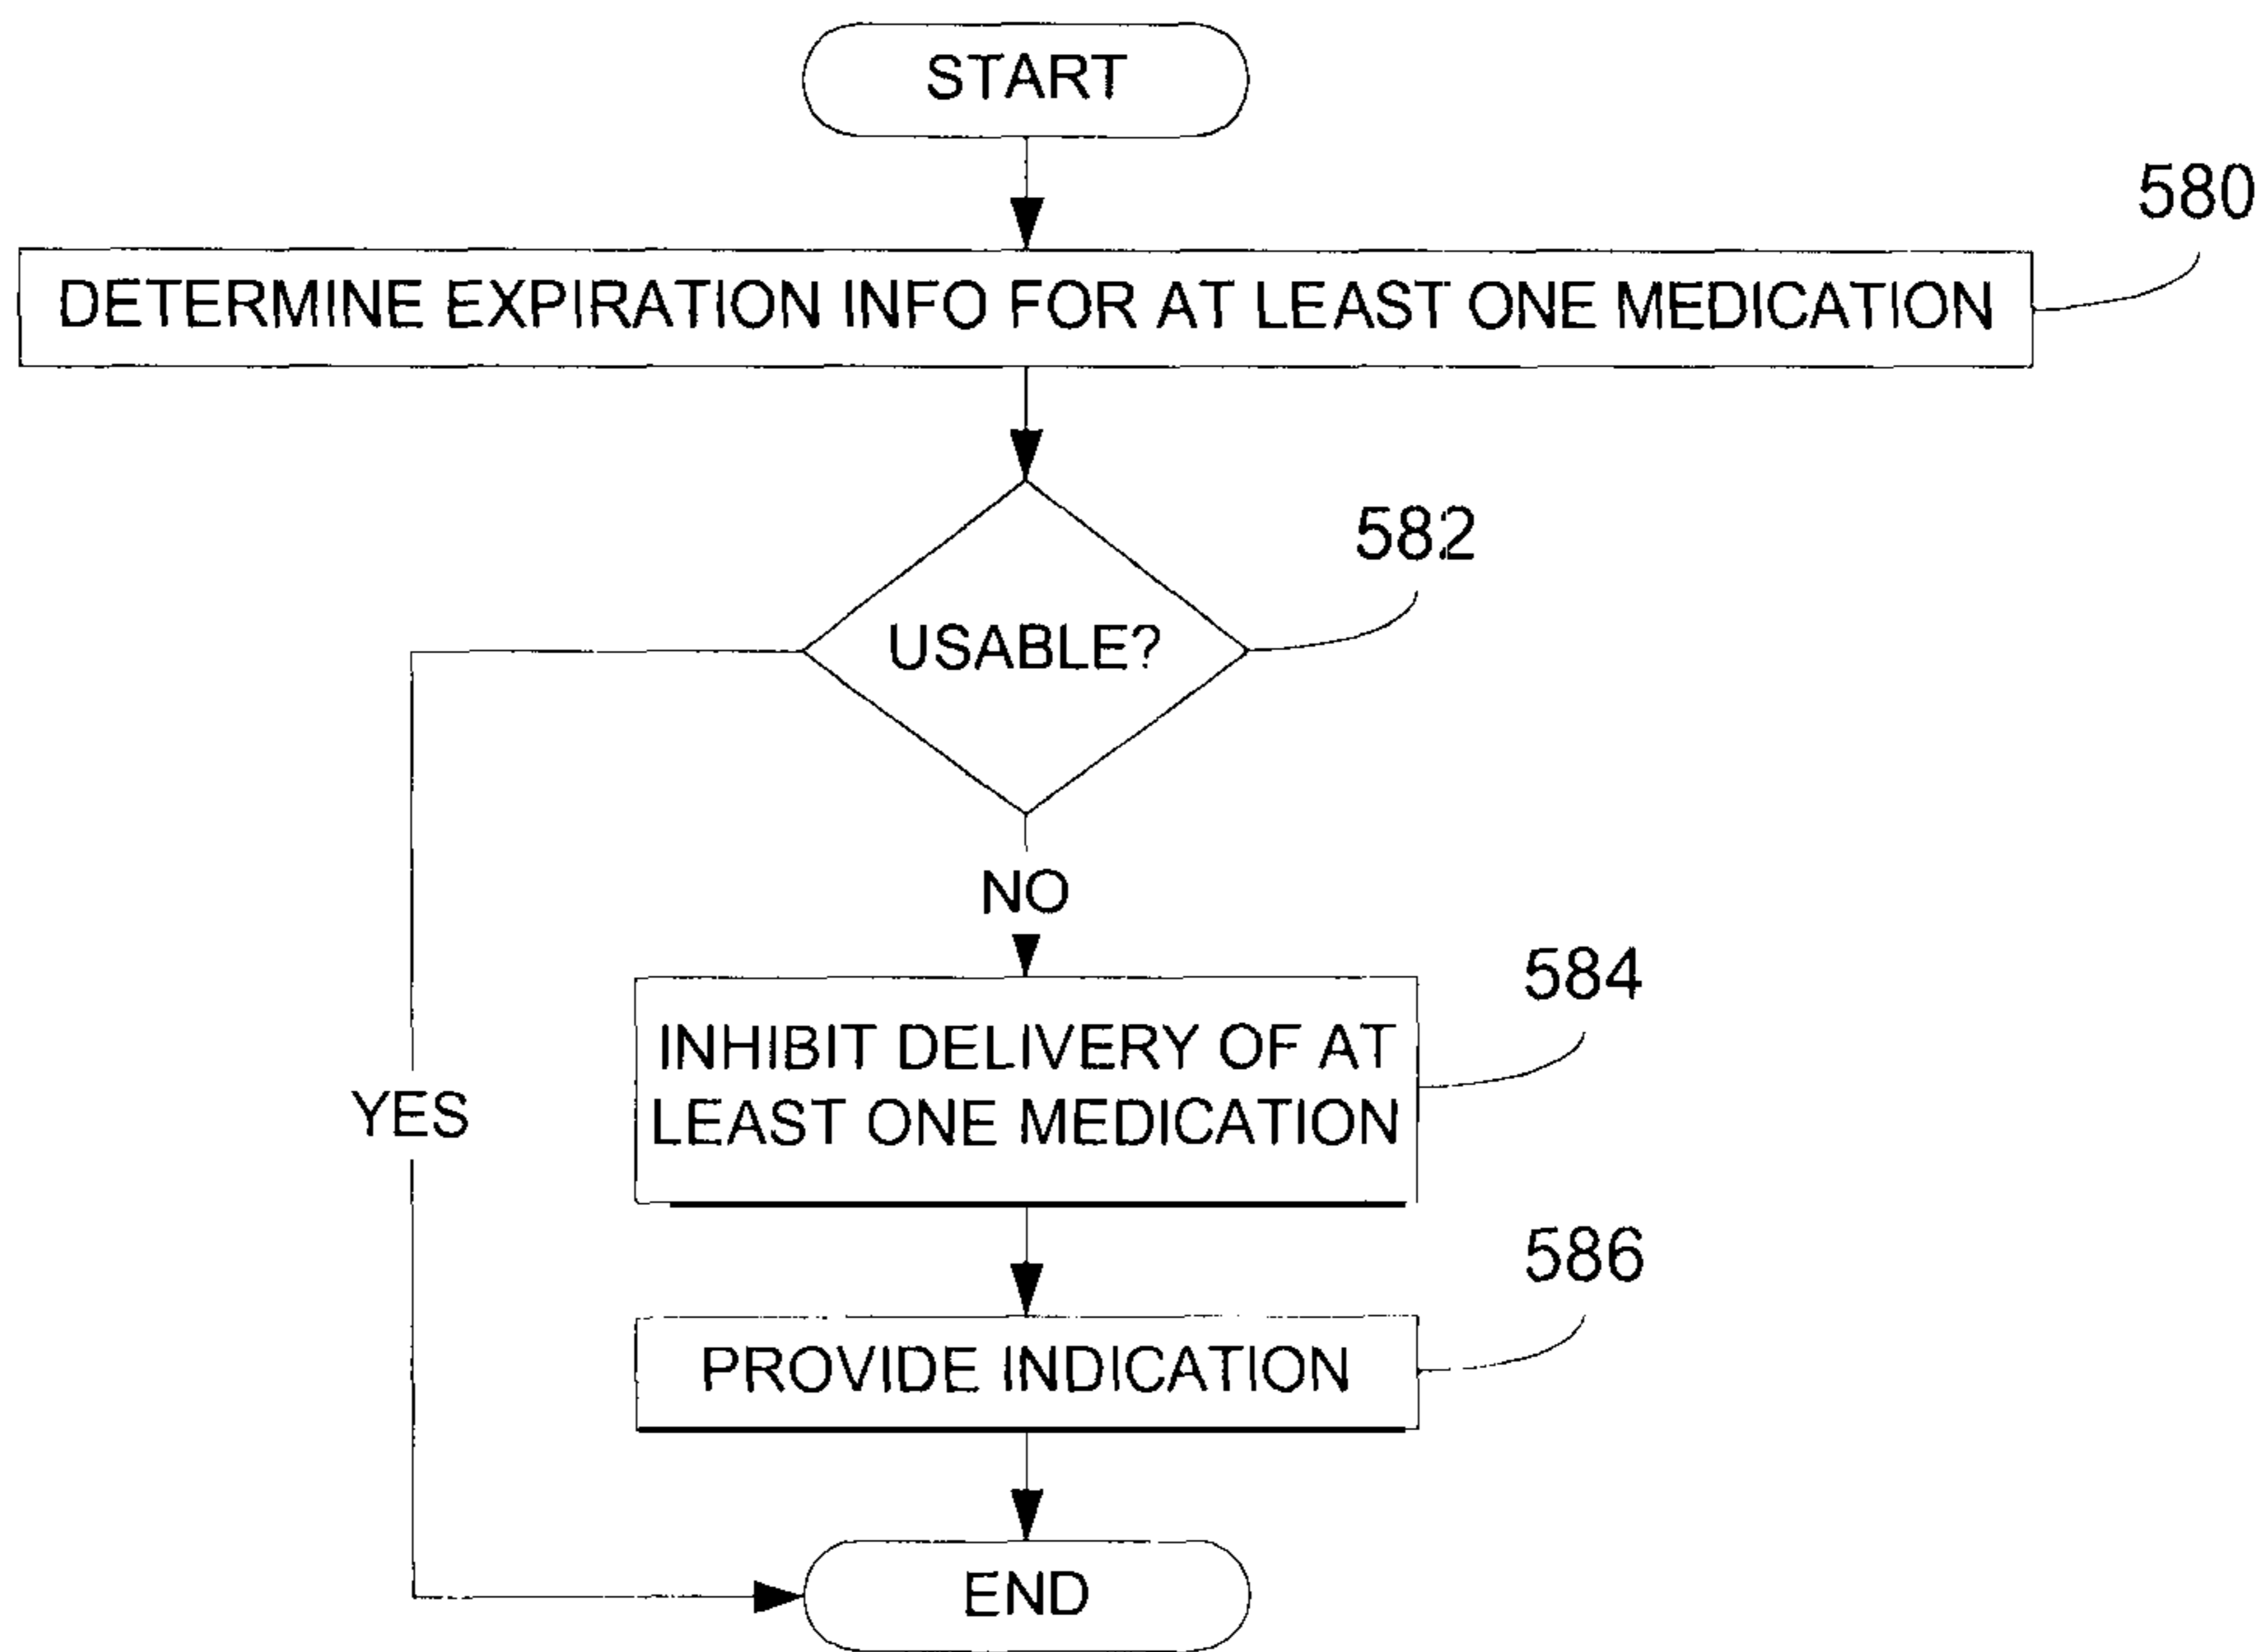 START
580
DETERMINE EXPIRATION INFO FOR AT LEAST ONE MEDICATION
582
USABLE?
NO
584
INHIBIT DELIVERY OF AT
LEAST ONE MEDICATION
YES
586
PROVIDE INDICATION
END